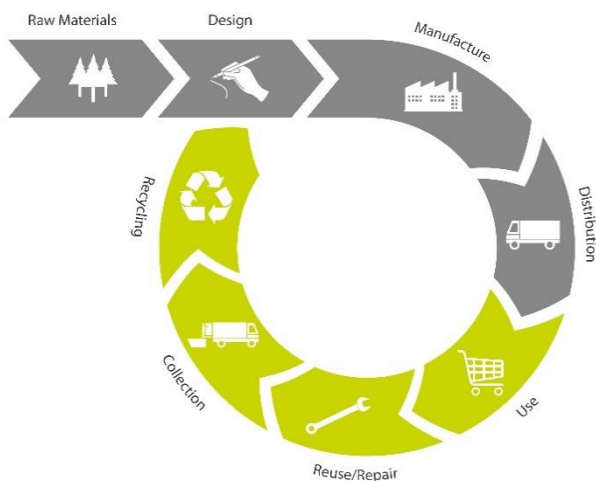 Raw Materials
Design
Manufacture
Distribution
Use
Reuse/Repair
Collection
Recycling